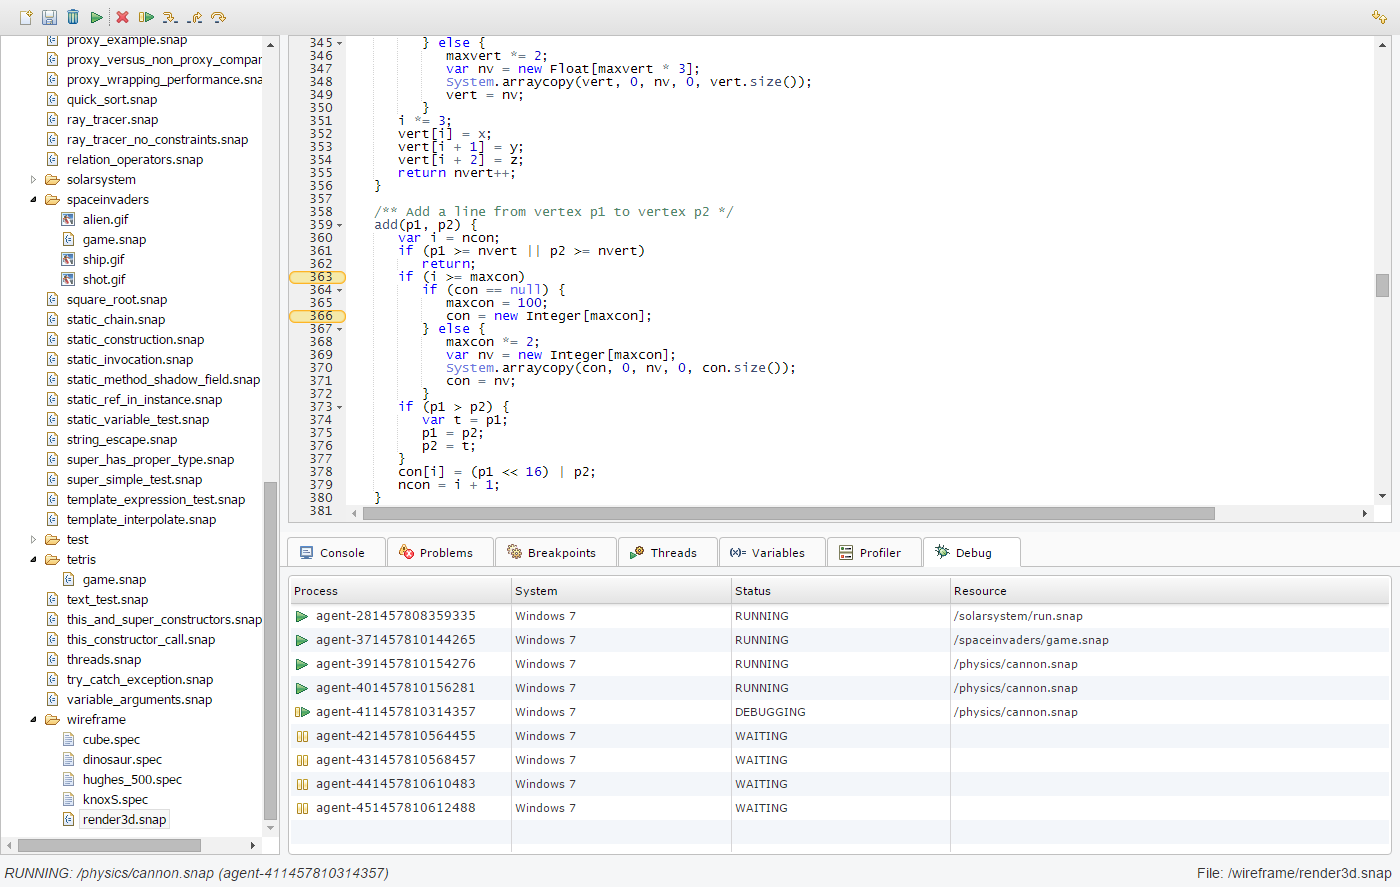 proxy_example.snap
proxy_versus_non_proxy_compar
proxy_wrapping_performance.sna
quick_sort.snap
ray_tracer.snap
ray_tracer_no_constraints.snap
relation_operators.snap
solarsystem
spaceinvaders
alien.gif
game.snap
ship.gif
shot.gif
square_root.snap
static_chain.snap
static_construction.snap
static_invocation.snap
static_method_shadow_field.snap
static_ref_in_instance.snap
static_variable_test.snap
string_escape.snap
super_has_proper_type.snap
super_simple_test.snap
template_expression_test.snap
template_interpolate.snap
test
tetris
game.snap
text_test.snap
this_and_super_constructors.snap
this_constructor_call.snap
threads.snap
try_catch_exception.snap
variable_arguments.snap
wireframe
cube.spec
dinosaur.spec
hughes_500.spec
knoxS.spec
render3d.snap
345 } else {
346 maxvert *= 2;
347 var nv = new Float[maxvert * 3];
348 System.arraycopy(vert, 0, nv, 0, vert.size());
349 vert = nv;
350 }
351 i *= 3;
352 vert[i] = x;
353 vert[i + 1] = y;
354 vert[i + 2] = z;
355 return nvert++;
356 }
357
358 /** Add a line from vertex p1 to vertex p2 */
359 add(p1, p2) {
360 var i = ncon;
361 if (p1 >= nvert || p2 >= nvert)
362 return;
363 if (i >= maxcon)
364 if (con == null) {
365 maxcon = 100;
366 con = new Integer[maxcon];
367 } else {
368 maxcon *= 2;
369 var nv = new Integer[maxcon];
370 System.arraycopy(con, 0, nv, 0, con.size());
371 con = nv;
372 }
373 if (p1 > p2) {
374 var t = p1;
375 p1 = p2;
376 p2 = t;
377 }
378 con[i] = (p1 << 16) | p2;
379 ncon = i + 1;
380 }
381
Console Problems Breakpoints Threads (x)= Variables Profiler Debug
Process System Status Resource
agent-281457808359335 Windows 7 RUNNING /solarsystem/run.snap
agent-371457810144265 Windows 7 RUNNING /spaceinvaders/game.snap
agent-391457810154276 Windows 7 RUNNING /physics/cannon.snap
agent-401457810156281 Windows 7 RUNNING /physics/cannon.snap
agent-411457810314357 Windows 7 DEBUGGING /physics/cannon.snap
agent-421457810564455 Windows 7 WAITING
agent-431457810568457 Windows 7 WAITING
agent-441457810610483 Windows 7 WAITING
agent-451457810612488 Windows 7 WAITING
RUNNING: /physics/cannon.snap (agent-411457810314357) File: /wireframe/render3d.snap